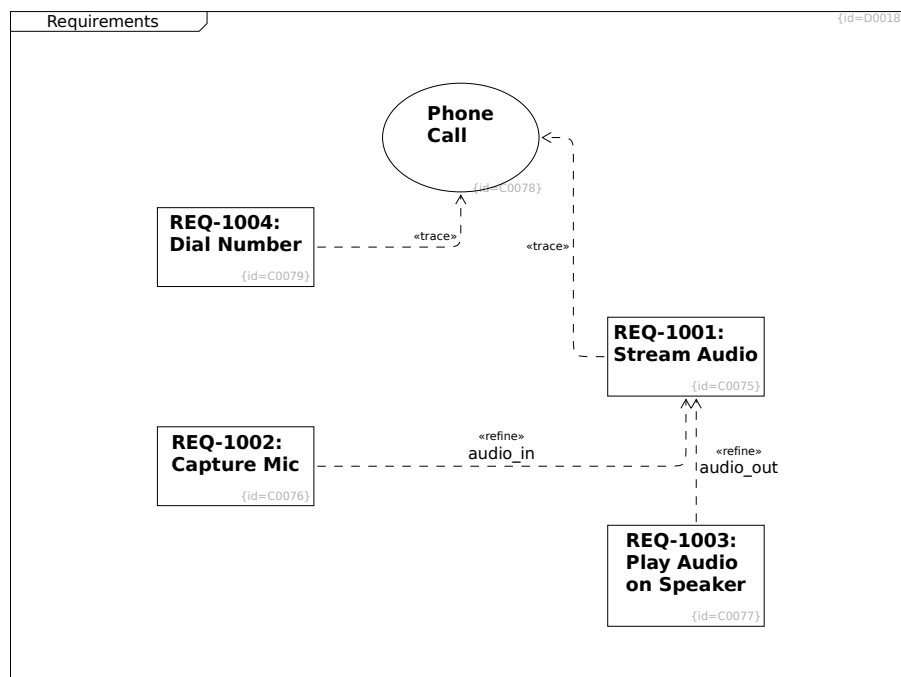 Requirements
{id=D0018
Phone
Call
{id=C0078}
REQ-1004:
Dial Number
{id=C0079}
«trace»
«trace»
REQ-1001:
Stream Audio
{id=C0075}
REQ-1002:
Capture Mic
{id=C0076}
«refine»
audio_in
«refine»
audio_out
REQ-1003:
Play Audio
on Speaker
{id=C0077}